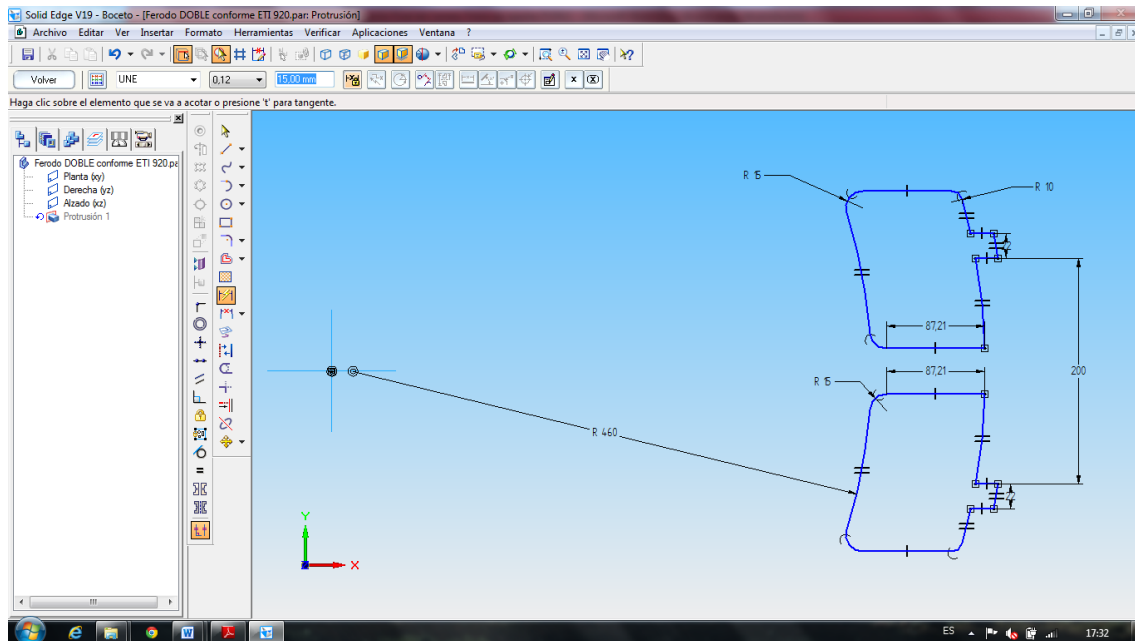 Solid Edge V19 - Boceto - [Ferodo DOBLE conforme ETI 920.par: Protrusión]
Archivo Editar Ver Insertar Formato Herramientas Verificar Aplicaciones Ventana ?
Volver UNE 0,12 15,00 mm
Haga clic sobre el elemento que se va a acotar o presione 't' para tangente.
Ferodo DOBLE conforme ETI 920.pa
Planta (xy)
Derecha (yz)
Alzado (xz)
Protrusión 1
R 15
R 10
22
87,21
87,21
200
R 15
R 460
22
Y
X
ES 17:32